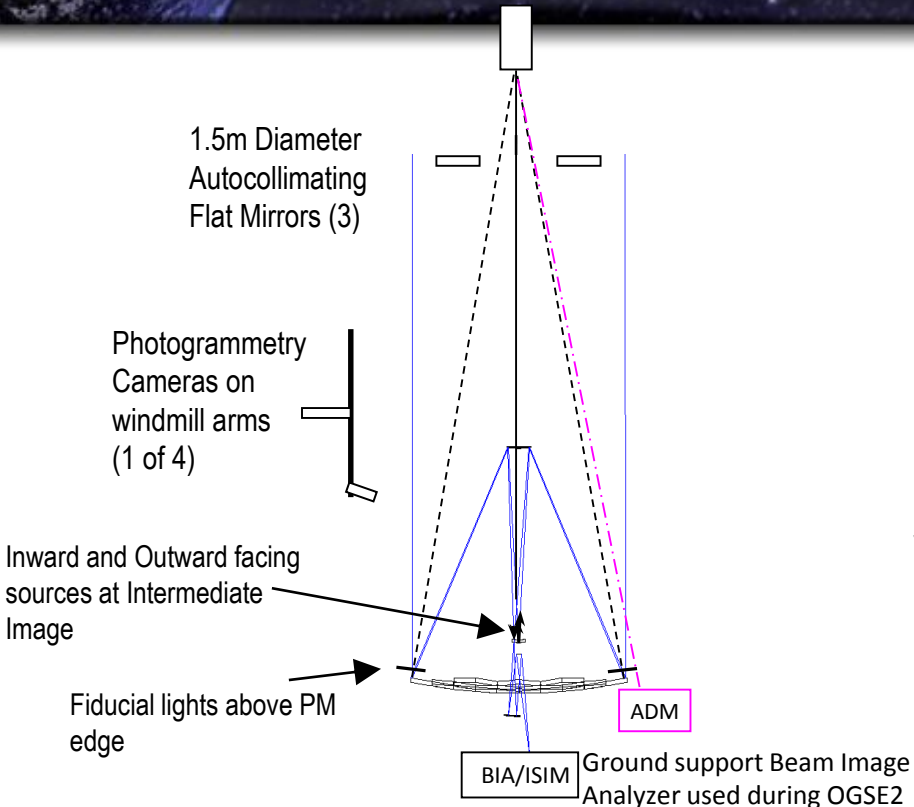 1.5m Diameter
Autocollimating
Flat Mirrors (3)
Photogrammetry
Cameras on
windmill arms
(1 of 4)
Inward and Outward facing
sources at Intermediate
Image
Fiducial lights above PM
edge
ADM
BIA/ISIM
Ground support Beam Image
Analyzer used during OGSE2